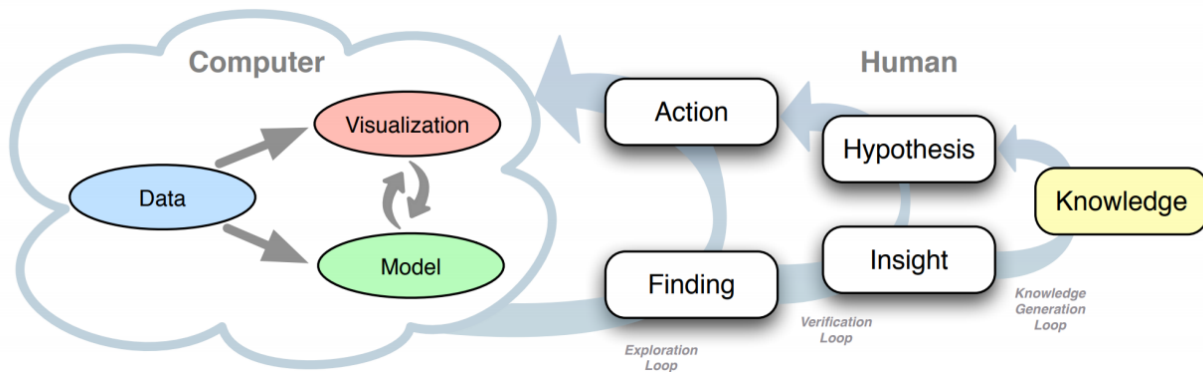 Computer
Human
Visualization
Data
Model
Action
Hypothesis
Knowledge
Finding
Insight
Exploration
Loop
Verification
Loop
Knowledge
Generation
Loop